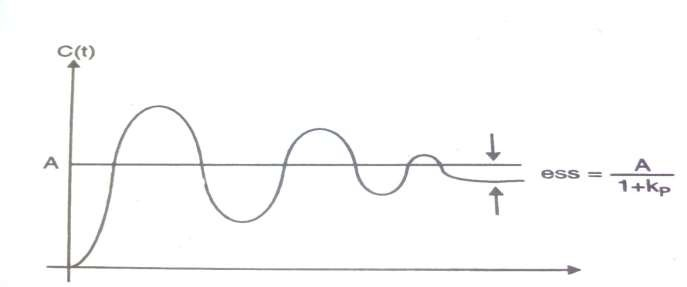 C(t)
A
ess = A / 1+kp